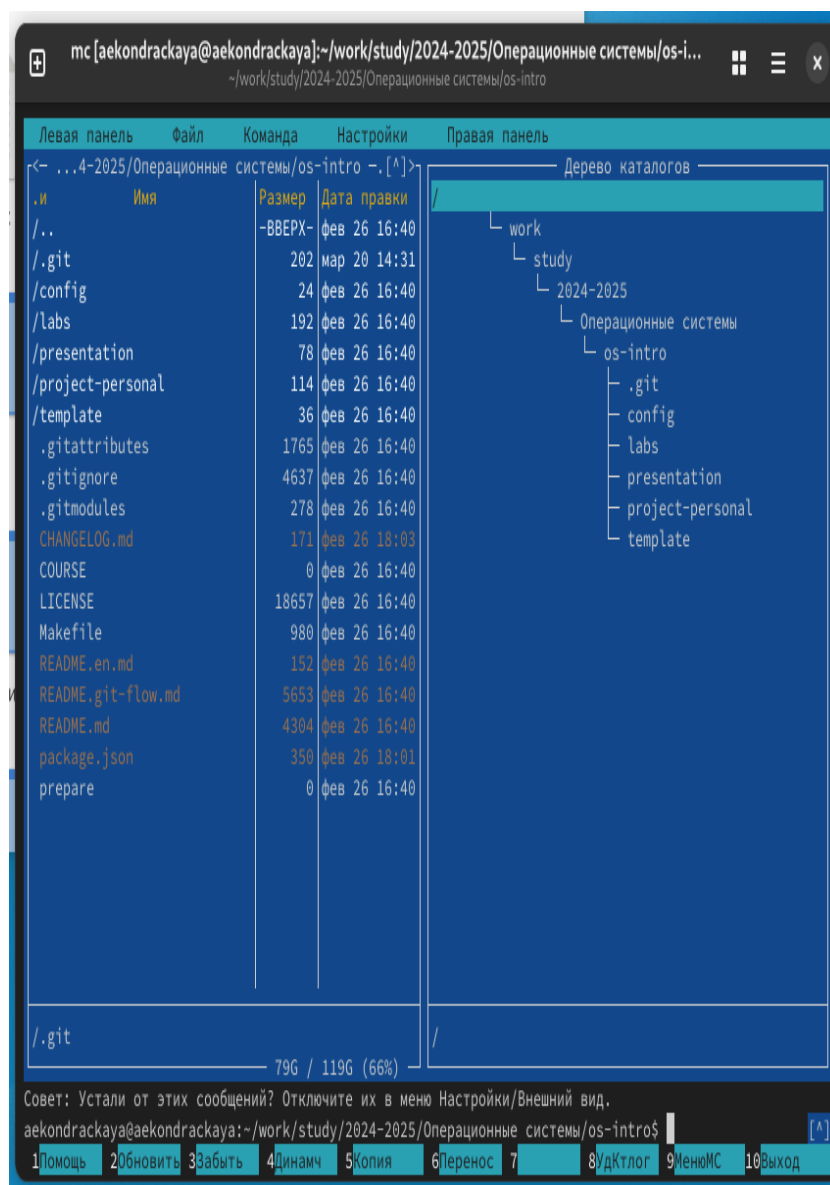 mc [aekondrackaya@aekondrackaya]:~/work/study/2024-2025/Операционные системы/os-i...
~/work/study/2024-2025/Операционные системы/os-intro
Левая панель Файл Команда Настройки Правая панель
<- ...4-2025/Операционные системы/os-intro -.[^]>
.и Имя Размер Дата правки
/.. -ВВЕРХ- фев 26 16:40
/.git 202 мар 20 14:31
/config 24 фев 26 16:40
/labs 192 фев 26 16:40
/presentation 78 фев 26 16:40
/project-personal 114 фев 26 16:40
/template 36 фев 26 16:40
.gitattributes 1765 фев 26 16:40
.gitignore 4637 фев 26 16:40
.gitmodules 278 фев 26 16:40
CHANGELOG.md 171 фев 26 18:03
COURSE 0 фев 26 16:40
LICENSE 18657 фев 26 16:40
Makefile 980 фев 26 16:40
README.en.md 152 фев 26 16:40
README.git-flow.md 5653 фев 26 16:40
README.md 4304 фев 26 16:40
package.json 350 фев 26 18:01
prepare 0 фев 26 16:40
/.git
79G / 119G (66%)
Дерево каталогов
/
work
study
2024-2025
Операционные системы
os-intro
.git
config
labs
presentation
project-personal
template
/
Совет: Устали от этих сообщений? Отключите их в меню Настройки/Внешний вид.
aekondrackaya@aekondrackaya:~/work/study/2024-2025/Операционные системы/os-intro$ [^]
1Помощь 2Обновить 3Забыть 4Динамч 5Копия 6Перенос 7 8УдКтлог 9МенюMC 10Выход